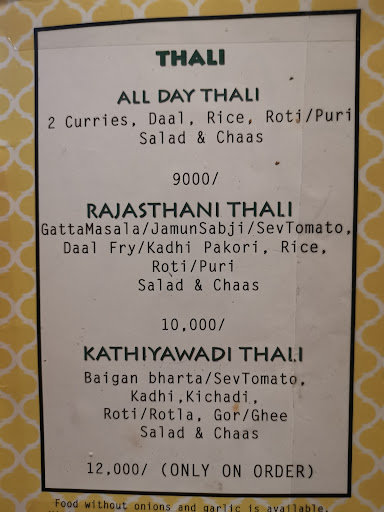 THALI
ALL DAY THALI
2 Curries, Daal, Rice, Roti/Puri
Salad & Chaas
9000/
RAJASTHANI THALI
GattaMasala/JamunSabji/SevTomato,
Daal Fry/Kadhi Pakori, Rice,
Roti/Puri
Salad & Chaas
10,000/
KATHIYAWADI THALI
Baigan bharta/SevTomato,
Kadhi,Kichadi,
Roti/Rotla, Gor/Ghee
Salad & Chaas
12,000/ (ONLY ON ORDER)
Food without onions and garlic is available.